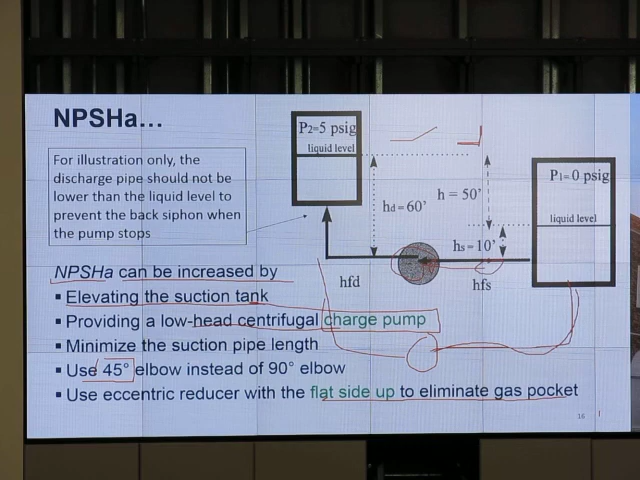 NPSHa...
For illustration only, the
discharge pipe should not be
lower than the liquid level to
prevent the back siphon when
the pump stops
P2=5 psig
liquid level
P1=0 psig
liquid level
hd=60'
h = 50'
hs=10'
hfd
hfs
NPSHa can be increased by
▪ Elevating the suction tank
▪ Providing a low-head centrifugal charge pump
▪ Minimize the suction pipe length
▪ Use 45° elbow instead of 90° elbow
▪ Use eccentric reducer with the flat side up to eliminate gas pocket
16